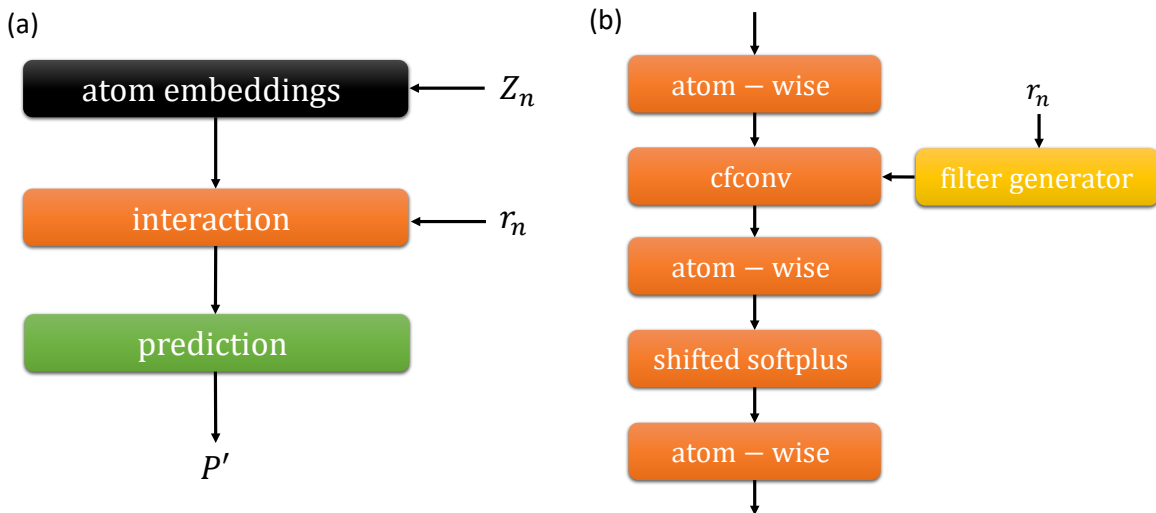 (a)
atom embeddings
Z_n
interaction
r_n
prediction
P′
(b)
atom − wise
r_n
cfconv
filter generator
atom − wise
shifted softplus
atom − wise